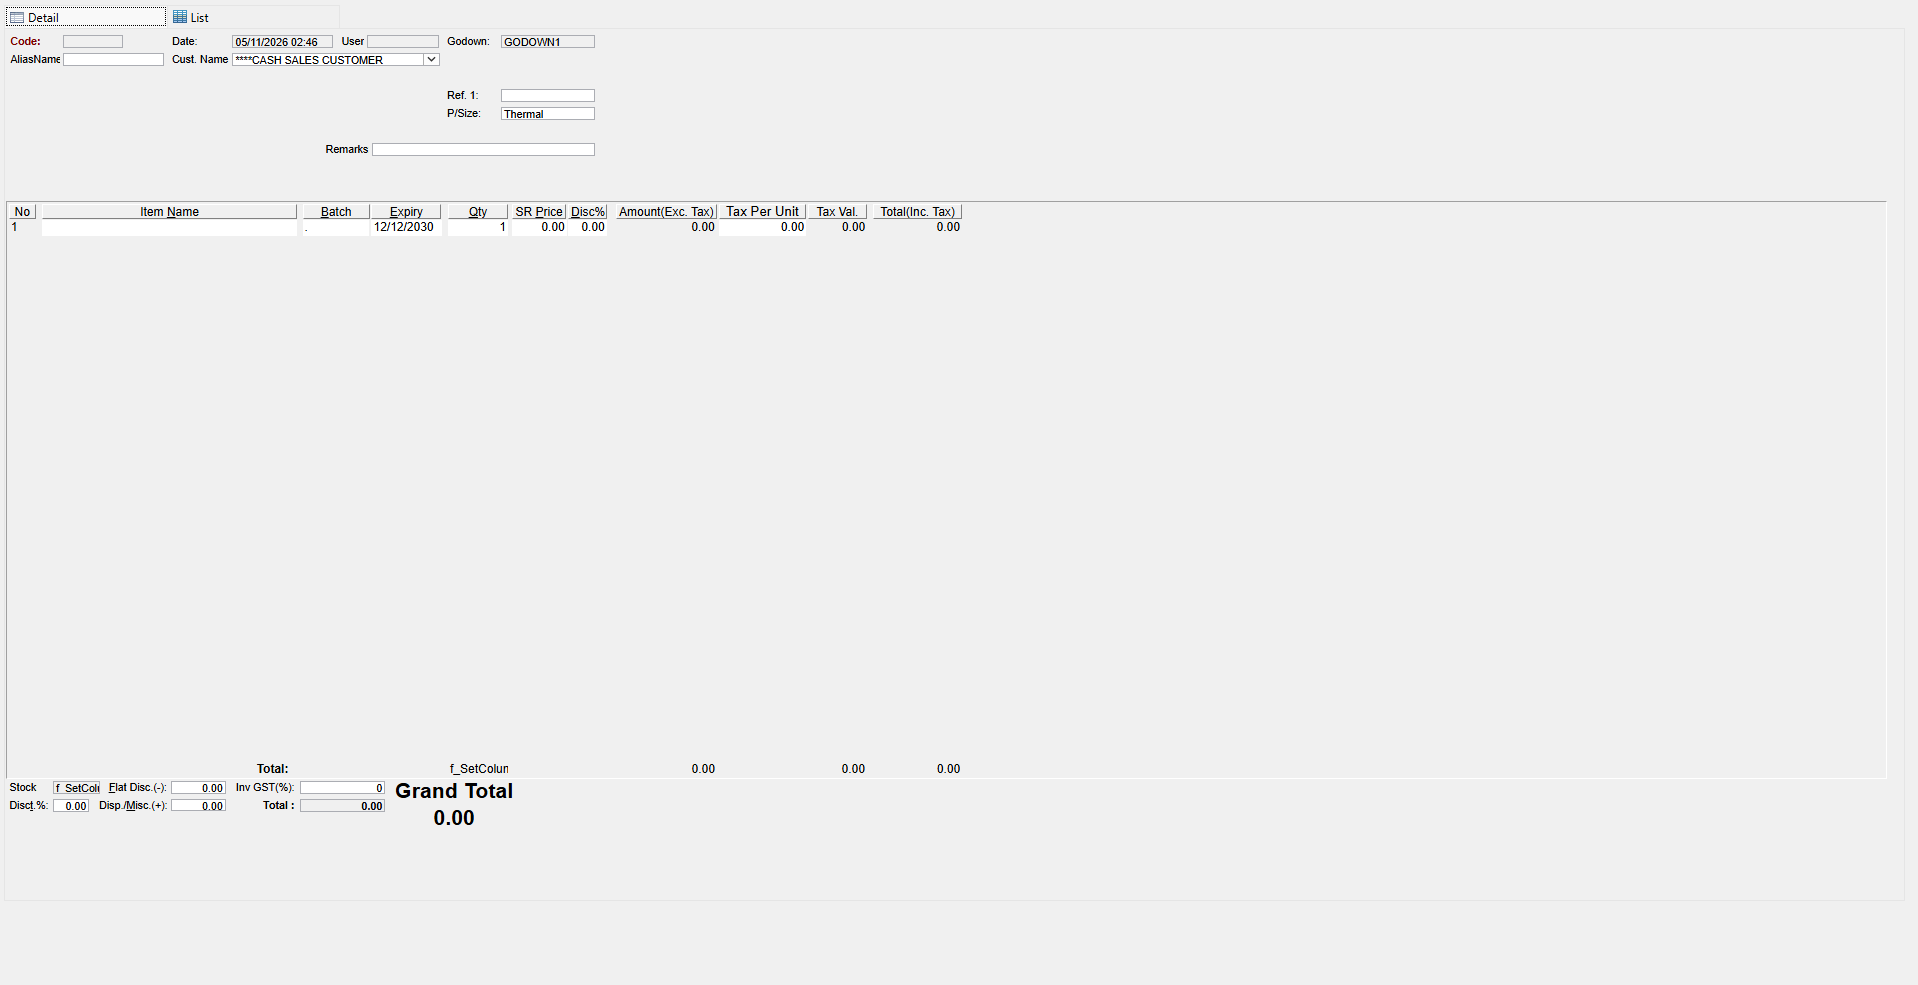 Detail List
Code: Date: 05/11/2026 02:46 User Godown: GODOWN1
AliasName Cust. Name ****CASH SALES CUSTOMER
Ref. 1:
P/Size: Thermal
Remarks
No Item Name Batch Expiry Qty SR Price Disc% Amount(Exc. Tax) Tax Per Unit Tax Val. Total(Inc. Tax)
1 . 12/12/2030 1 0.00 0.00 0.00 0.00 0.00 0.00
Total: f_SetColun 0.00 0.00 0.00
Stock f_SetColu Flat Disc.(-): 0.00 Inv GST(%): 0 Grand Total
Disct.%: 0.00 Disp./Misc.(+): 0.00 Total : 0.00 0.00